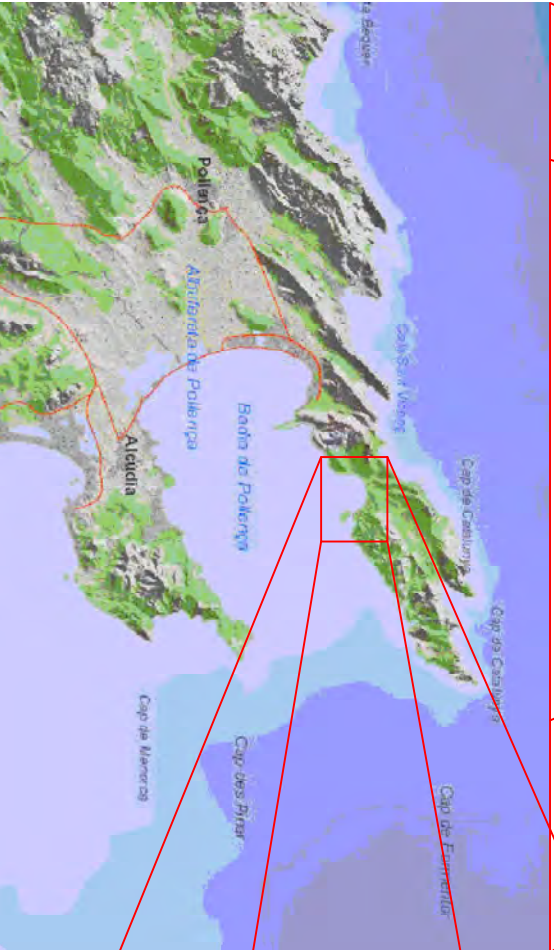 Pollença
Albufereta de Pollença
Cala Sant Vicenç
Badia de Pollença
Alcúdia
Cap de Catalunya
Cap de Catalunya
Cap de Menorca
Cap des Pinar
Cap de Formentor